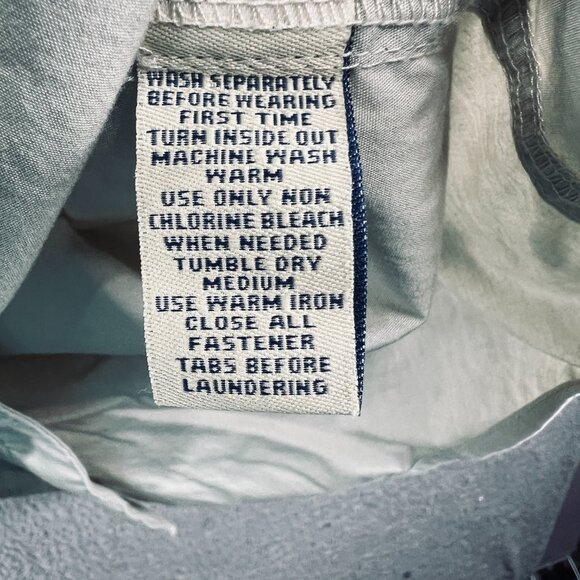 WASH SEPARATELY
BEFORE WEARING
FIRST TIME
TURN INSIDE OUT
MACHINE WASH
WARM
USE ONLY NON
CHLORINE BLEACH
WHEN NEEDED
TUMBLE DRY
MEDIUM
USE WARM IRON
CLOSE ALL
FASTENER
TABS BEFORE
LAUNDERING